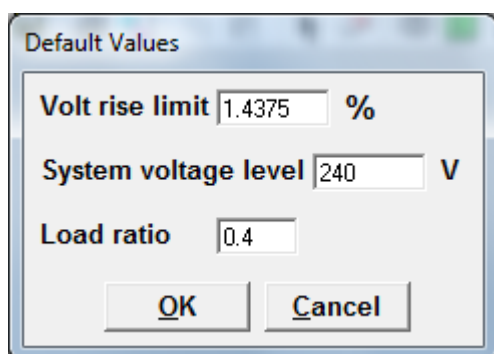 Default Values
Volt rise limit 1.4375 %
System voltage level 240 V
Load ratio 0.4
OK Cancel